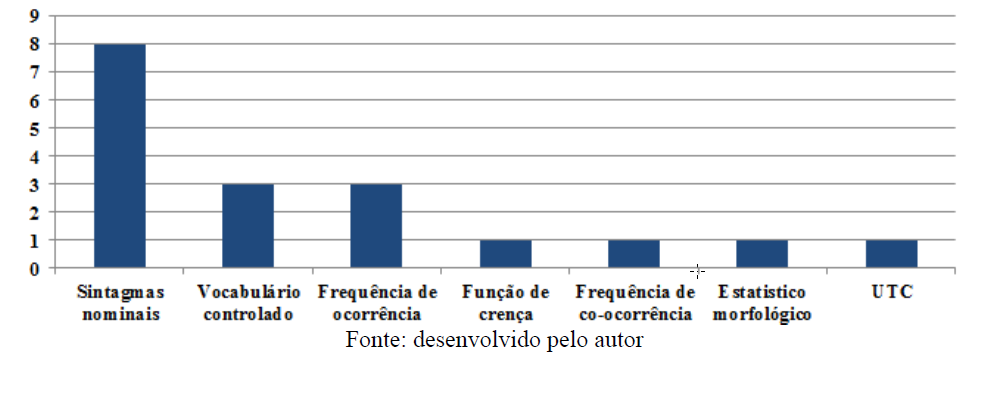 9
8
7
6
5
4
3
2
1
0
Sintagmas nominais
Vocabulário controlado
Frequência de ocorrência
Função de crença
Frequência de co-ocorrência
Estatistico morfológico
UTC
Fonte: desenvolvido pelo autor